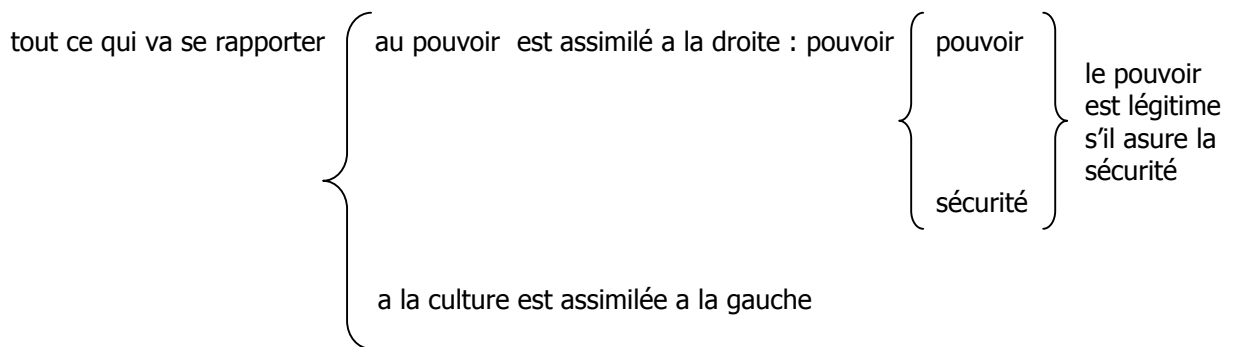 tout ce qui va se rapporter
au pouvoir est assimilé a la droite : pouvoir
pouvoir
sécurité
le pouvoir
est légitime
s’il asure la
sécurité
a la culture est assimilée a la gauche